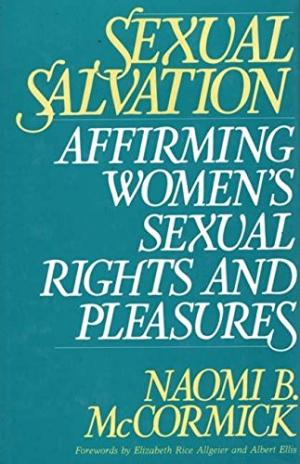 SEXUAL
SALVATION
AFFIRMING
WOMEN'S
SEXUAL
RIGHTS AND
PLEASURES
NAOMI B.
McCORMICK
Forewords by Elizabeth Rice Allgeier and Albert Ellis